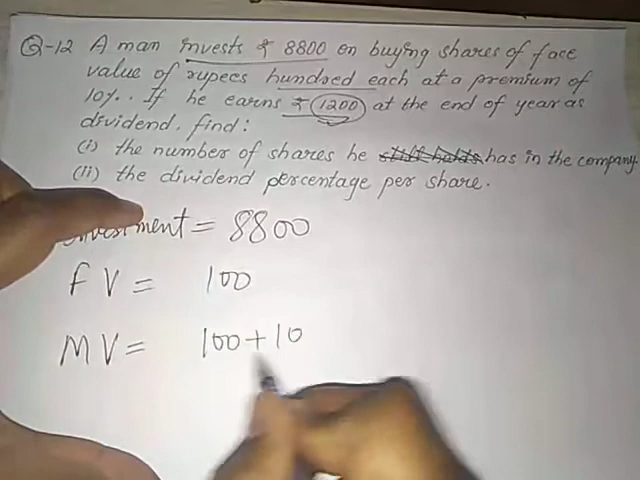 Q-12 A man invests ₹ 8800 on buying shares of face
value of rupees hundred each at a premium of
10%. If he earns ₹ 1200 at the end of year as
dividend, find:
(i) the number of shares he has in the company.
(ii) the dividend percentage per share.
Investment = 8800
FV = 100
MV = 100+10